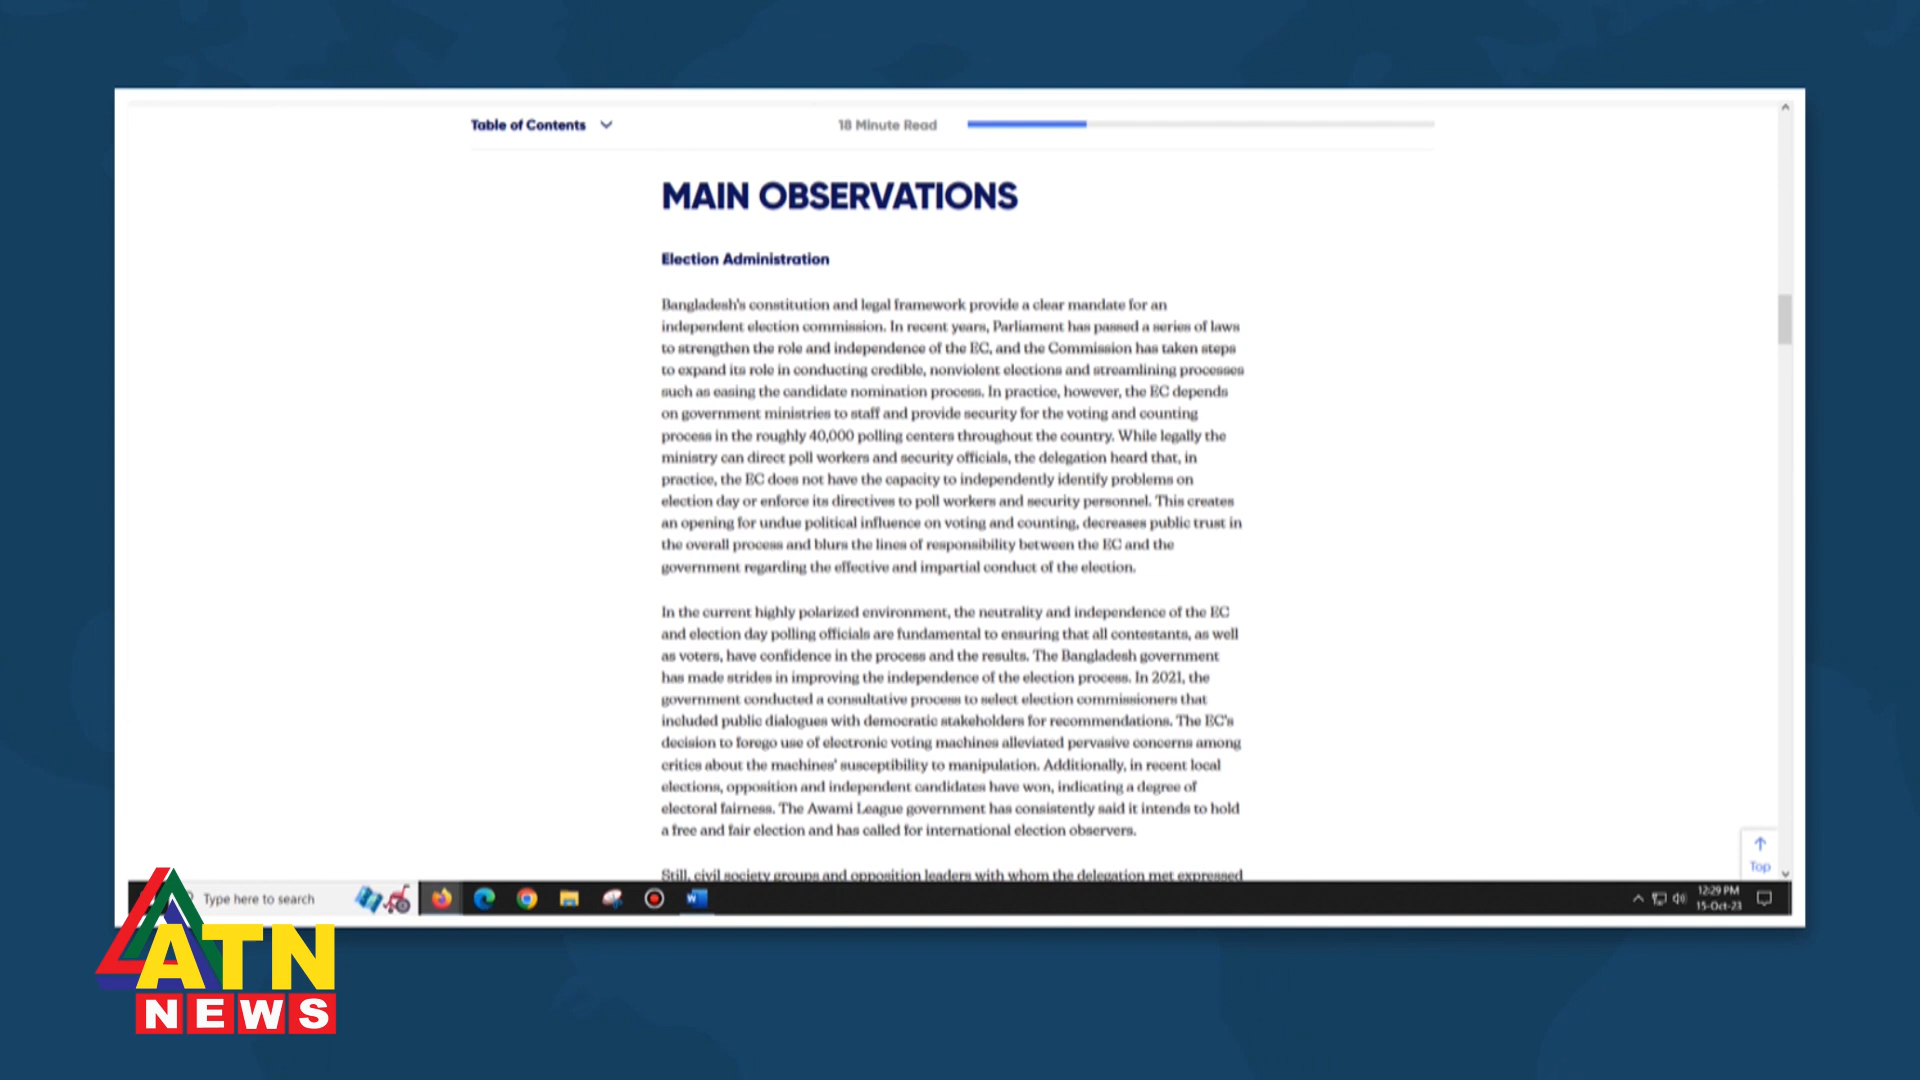 Table of Contents
18 Minute Read
MAIN OBSERVATIONS
Election Administration
Bangladesh's constitution and legal framework provide a clear mandate for an
independent election commission. In recent years, Parliament has passed a series of laws
to strengthen the role and independence of the EC, and the Commission has taken steps
to expand its role in conducting credible, nonviolent elections and streamlining processes
such as easing the candidate nomination process. In practice, however, the EC depends
on government ministries to staff and provide security for the voting and counting
process in the roughly 40,000 polling centers throughout the country. While legally the
ministry can direct poll workers and security officials, the delegation heard that, in
practice, the EC does not have the capacity to independently identify problems on
election day or enforce its directives to poll workers and security personnel. This creates
an opening for undue political influence on voting and counting, decreases public trust in
the overall process and blurs the lines of responsibility between the EC and the
government regarding the effective and impartial conduct of the election.
In the current highly polarized environment, the neutrality and independence of the EC
and election day polling officials are fundamental to ensuring that all contestants, as well
as voters, have confidence in the process and the results. The Bangladesh government
has made strides in improving the independence of the election process. In 2021, the
government conducted a consultative process to select election commissioners that
included public dialogues with democratic stakeholders for recommendations. The EC's
decision to forego use of electronic voting machines alleviated pervasive concerns among
critics about the machines' susceptibility to manipulation. Additionally, in recent local
elections, opposition and independent candidates have won, indicating a degree of
electoral fairness. The Awami League government has consistently said it intends to hold
a free and fair election and has called for international election observers.
Still, civil society groups and opposition leaders with whom the delegation met expressed
Top
Type here to search
12:29 PM
15-Oct-23
ATN
NEWS